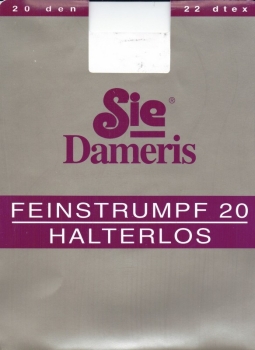 20 den 22 dtex
Sie®
Dameris
FEINSTRUMPF 20
HALTERLOS